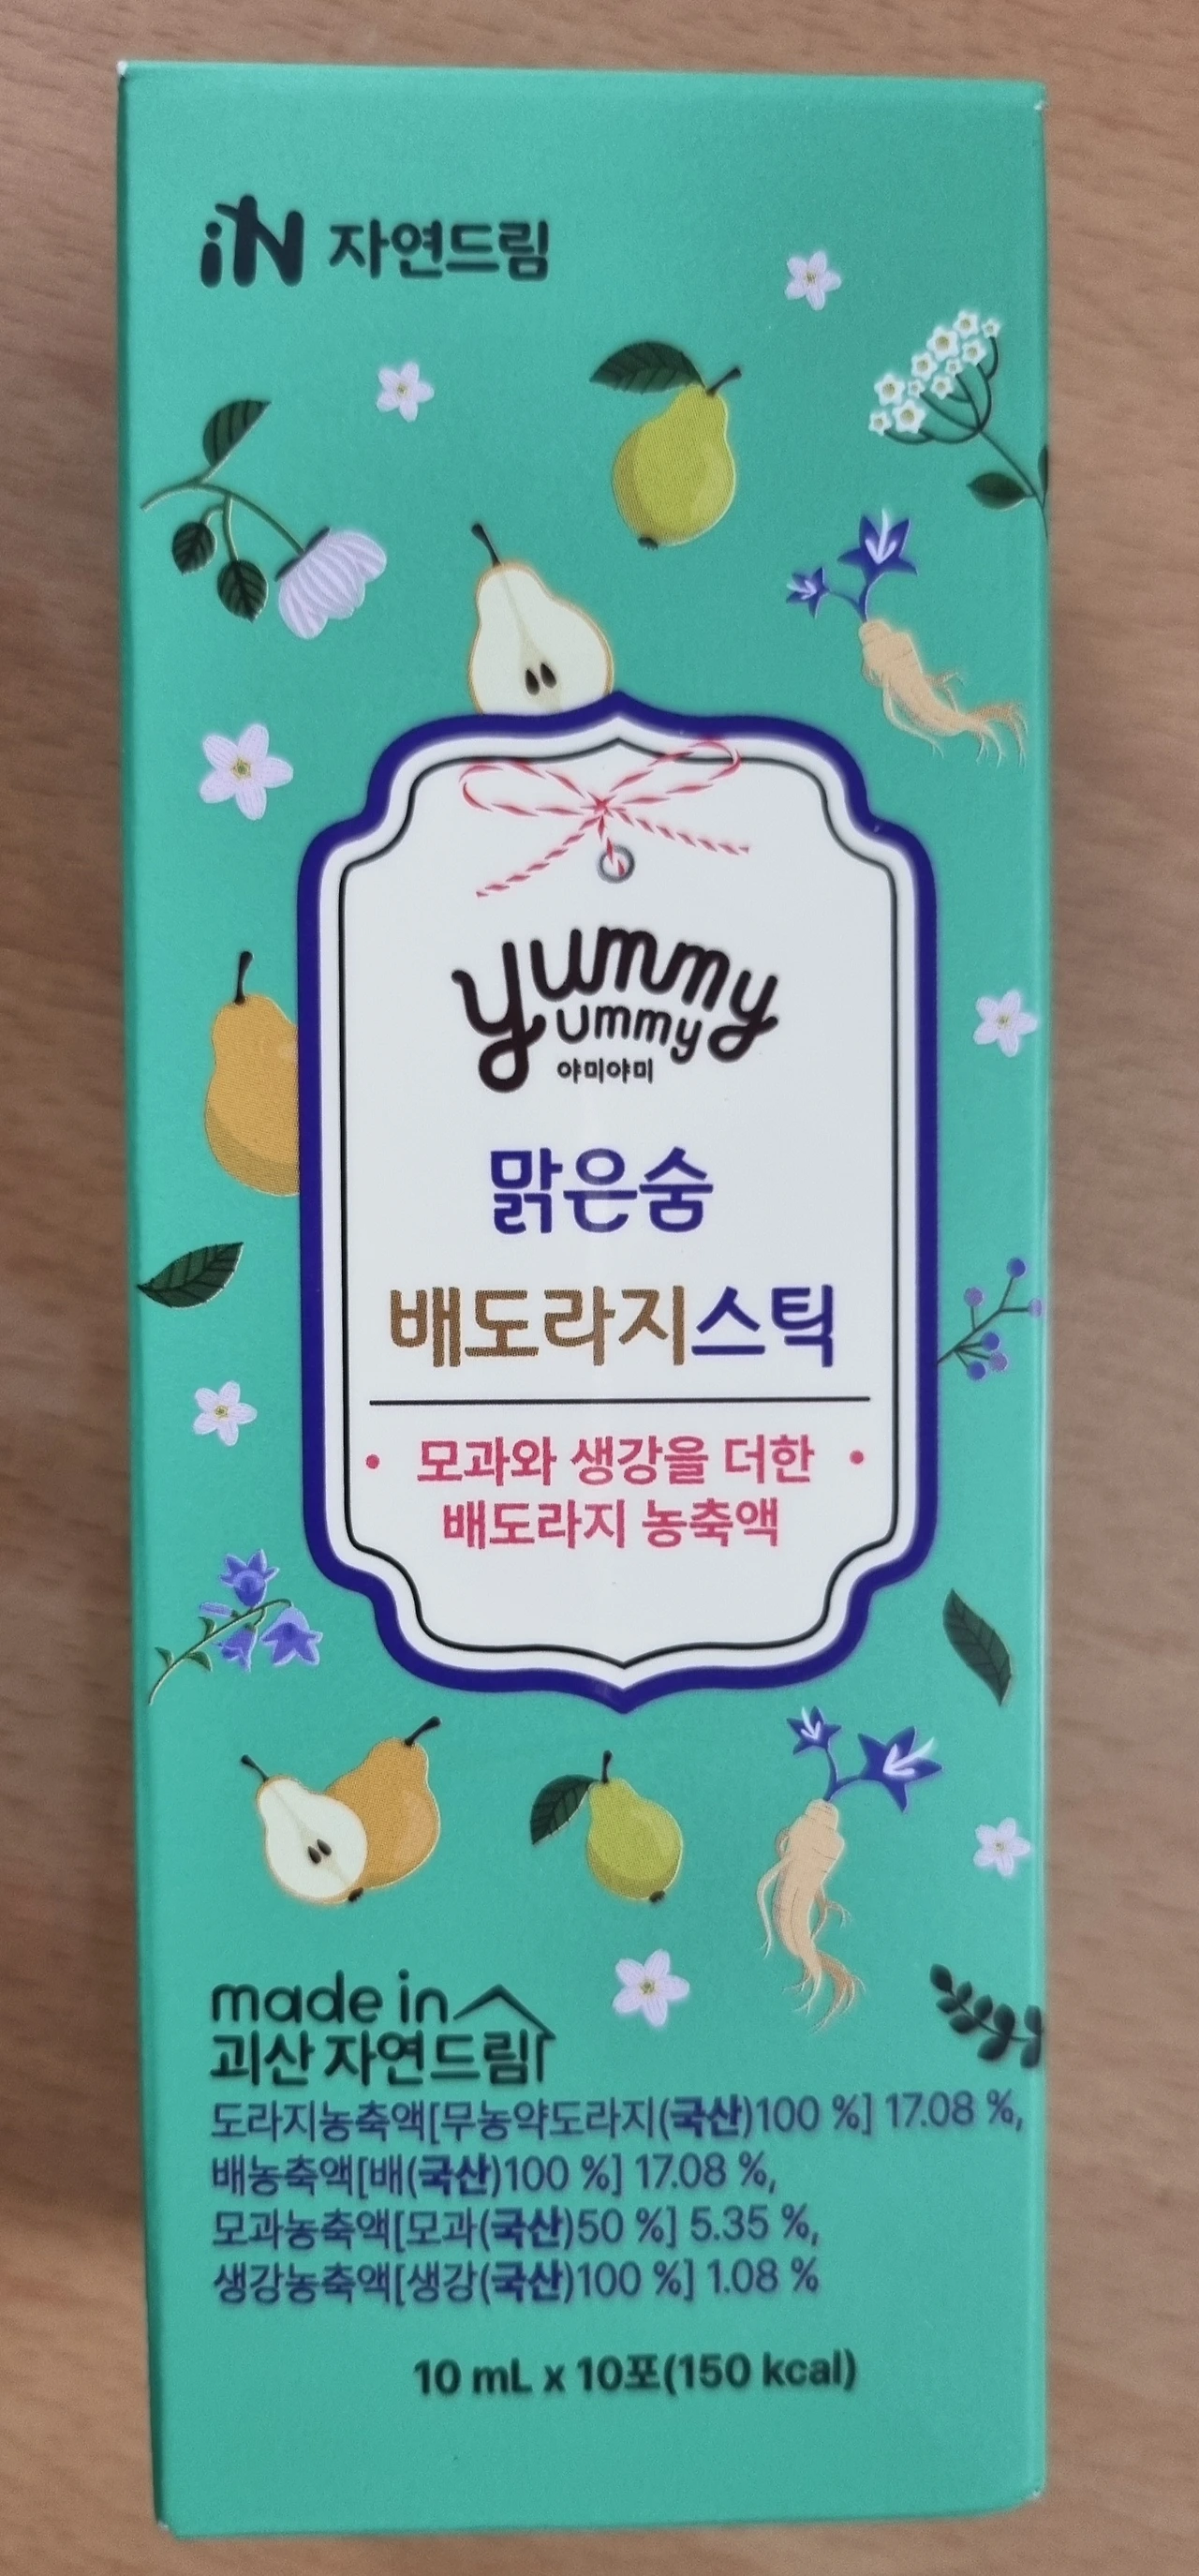 iN 자연드림
yummy
yummy
야미야미
맑은숨
배도라지스틱
• 모과와 생강을 더한 •
배도라지 농축액
made in
괴산 자연드림
도라지농축액[무농약도라지(국산)100 %] 17.08 %,
배농축액[배(국산)100 %] 17.08 %,
모과농축액[모과(국산)50 %] 5.35 %,
생강농축액[생강(국산)100 %] 1.08 %
10 mL x 10포(150 kcal)